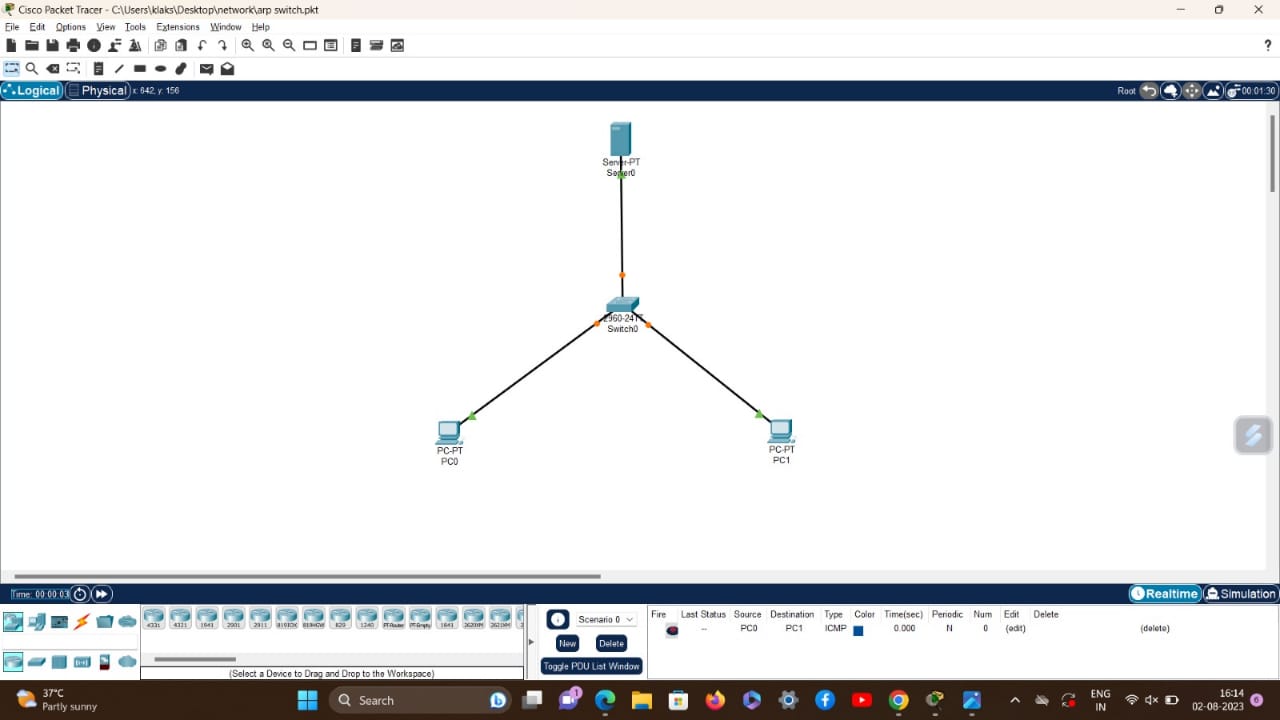 Cisco Packet Tracer - C:\Users\klaks\Desktop\network\arp switch.pkt
File Edit Options View Tools Extensions Window Help
?
Logical Physical x: 642, y: 156 Root 00:01:30
Server-PT
Server0
2960-24TT
Switch0
PC-PT
PC0
PC-PT
PC1
Time: 00:00:03 Realtime Simulation
4331 4321 1941 2901 2911 819IOX 819HGW 829 1240 PT-Router PT-Empty 1841 2620XM 2621XM
(Select a Device to Drag and Drop to the Workspace)
Scenario 0
New Delete
Toggle PDU List Window
Fire Last Status Source Destination Type Color Time(sec) Periodic Num Edit Delete
-- PC0 PC1 ICMP 0.000 N 0 (edit) (delete)
37°C
Partly sunny
Search
1
ENG
IN
16:14
02-08-2023
6